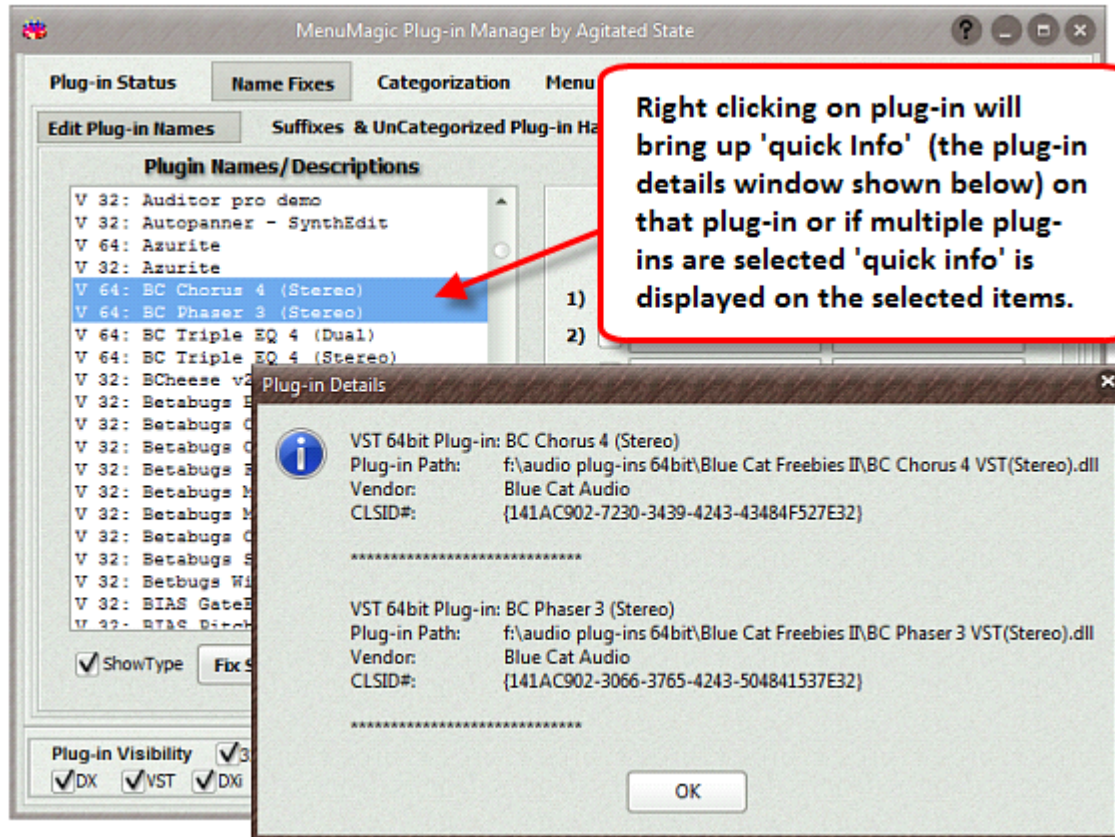 MenuMagic Plug-in Manager by Agitated State
Plug-in Status Name Fixes Categorization Menu
Edit Plug-in Names Suffixes & UnCategorized Plug-in
Plugin Names/Descriptions
V 32: Auditor pro demo
V 32: Autopanner - SynthEdit
V 64: Azurite
V 32: Azurite
V 64: BC Chorus 4 (Stereo)
V 64: BC Phaser 3 (Stereo)
V 64: BC Triple EQ 4 (Dual)
V 64: BC Triple EQ 4 (Stereo)
V 32: BCheese
V 32: Betabugs
V 32: Betabugs
V 32: Betabugs
V 32: Betabugs
V 32: Betabugs
V 32: Betabugs
V 32: Betabugs
V 32: Betabugs
V 32: Betbugs
V 32: BIAS
V 32: BIAS
1)
2)
Right clicking on plug-in will
bring up 'quick Info' (the plug-in
details window shown below) on
that plug-in or if multiple plug-
ins are selected 'quick info' is
displayed on the selected items.
ShowType Fix
Plug-in Visibility
DX VST DXi
Plug-in Details
VST 64bit Plug-in: BC Chorus 4 (Stereo)
Plug-in Path: f:\audio plug-ins 64bit\Blue Cat Freebies II\BC Chorus 4 VST(Stereo).dll
Vendor: Blue Cat Audio
CLSID#: {141AC902-7230-3439-4243-43484F527E32}
*****************************
VST 64bit Plug-in: BC Phaser 3 (Stereo)
Plug-in Path: f:\audio plug-ins 64bit\Blue Cat Freebies II\BC Phaser 3 VST(Stereo).dll
Vendor: Blue Cat Audio
CLSID#: {141AC902-3066-3765-4243-504841537E32}
*****************************
OK